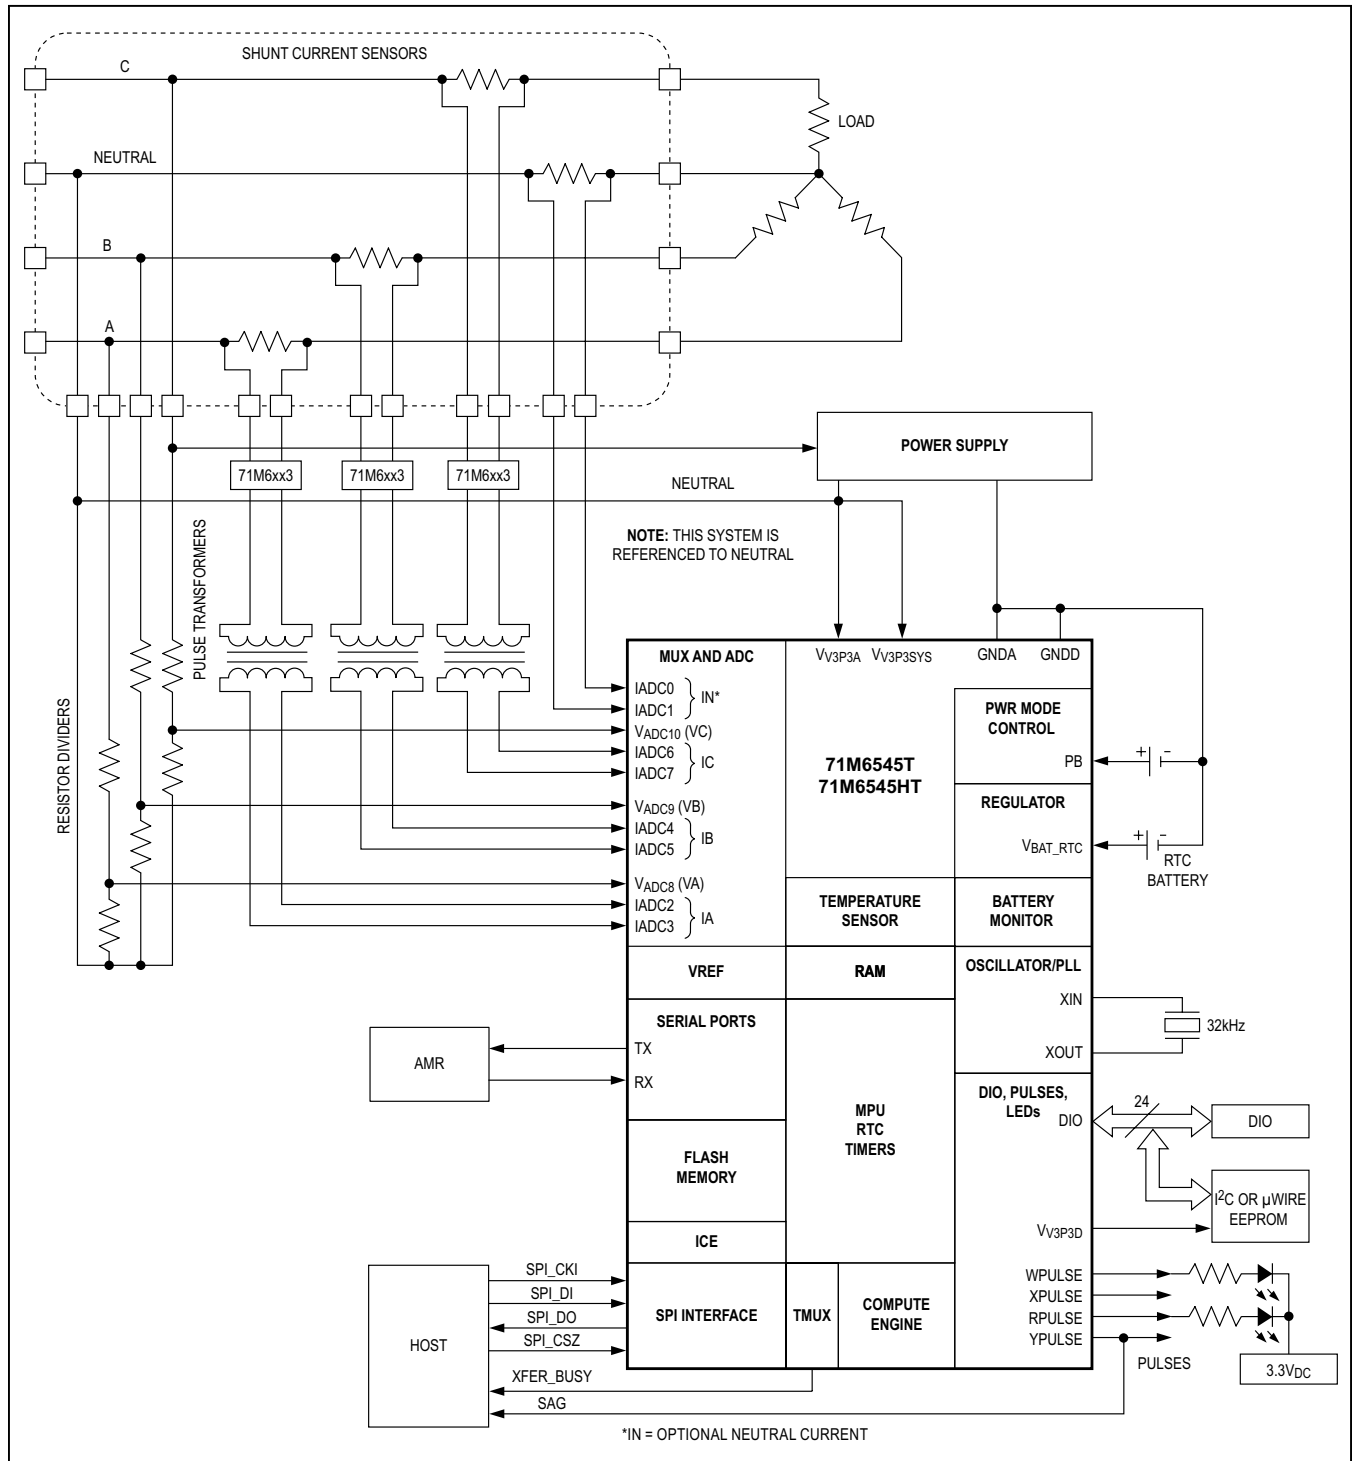 SHUNT CURRENT SENSORS
C
LOAD
NEUTRAL
B
A
POWER SUPPLY
71M6xx3
71M6xx3
71M6xx3
NEUTRAL
NOTE: THIS SYSTEM IS
REFERENCED TO NEUTRAL
PULSE TRANSFORMERS
RESISTOR DIVIDERS
MUX AND ADC
VV3P3A
VV3P3SYS
GNDA
GNDD
IADC0
IADC1
IN*
VADC10 (VC)
IADC6
IADC7
IC
VADC9 (VB)
IADC4
IADC5
IB
VADC8 (VA)
IADC2
IADC3
IA
71M6545T
71M6545HT
PWR MODE
CONTROL
PB
+ -
REGULATOR
VBAT_RTC
+ -
RTC
BATTERY
TEMPERATURE
SENSOR
BATTERY
MONITOR
VREF
RAM
OSCILLATOR/PLL
XIN
XOUT
32kHz
SERIAL PORTS
TX
RX
AMR
MPU
RTC
TIMERS
DIO, PULSES,
LEDs
DIO
24
DIO
I2C OR µWIRE
EEPROM
VV3P3D
FLASH
MEMORY
ICE
SPI INTERFACE
TMUX
COMPUTE
ENGINE
WPULSE
XPULSE
RPULSE
YPULSE
PULSES
3.3VDC
HOST
SPI_CKI
SPI_DI
SPI_DO
SPI_CSZ
XFER_BUSY
SAG
*IN = OPTIONAL NEUTRAL CURRENT